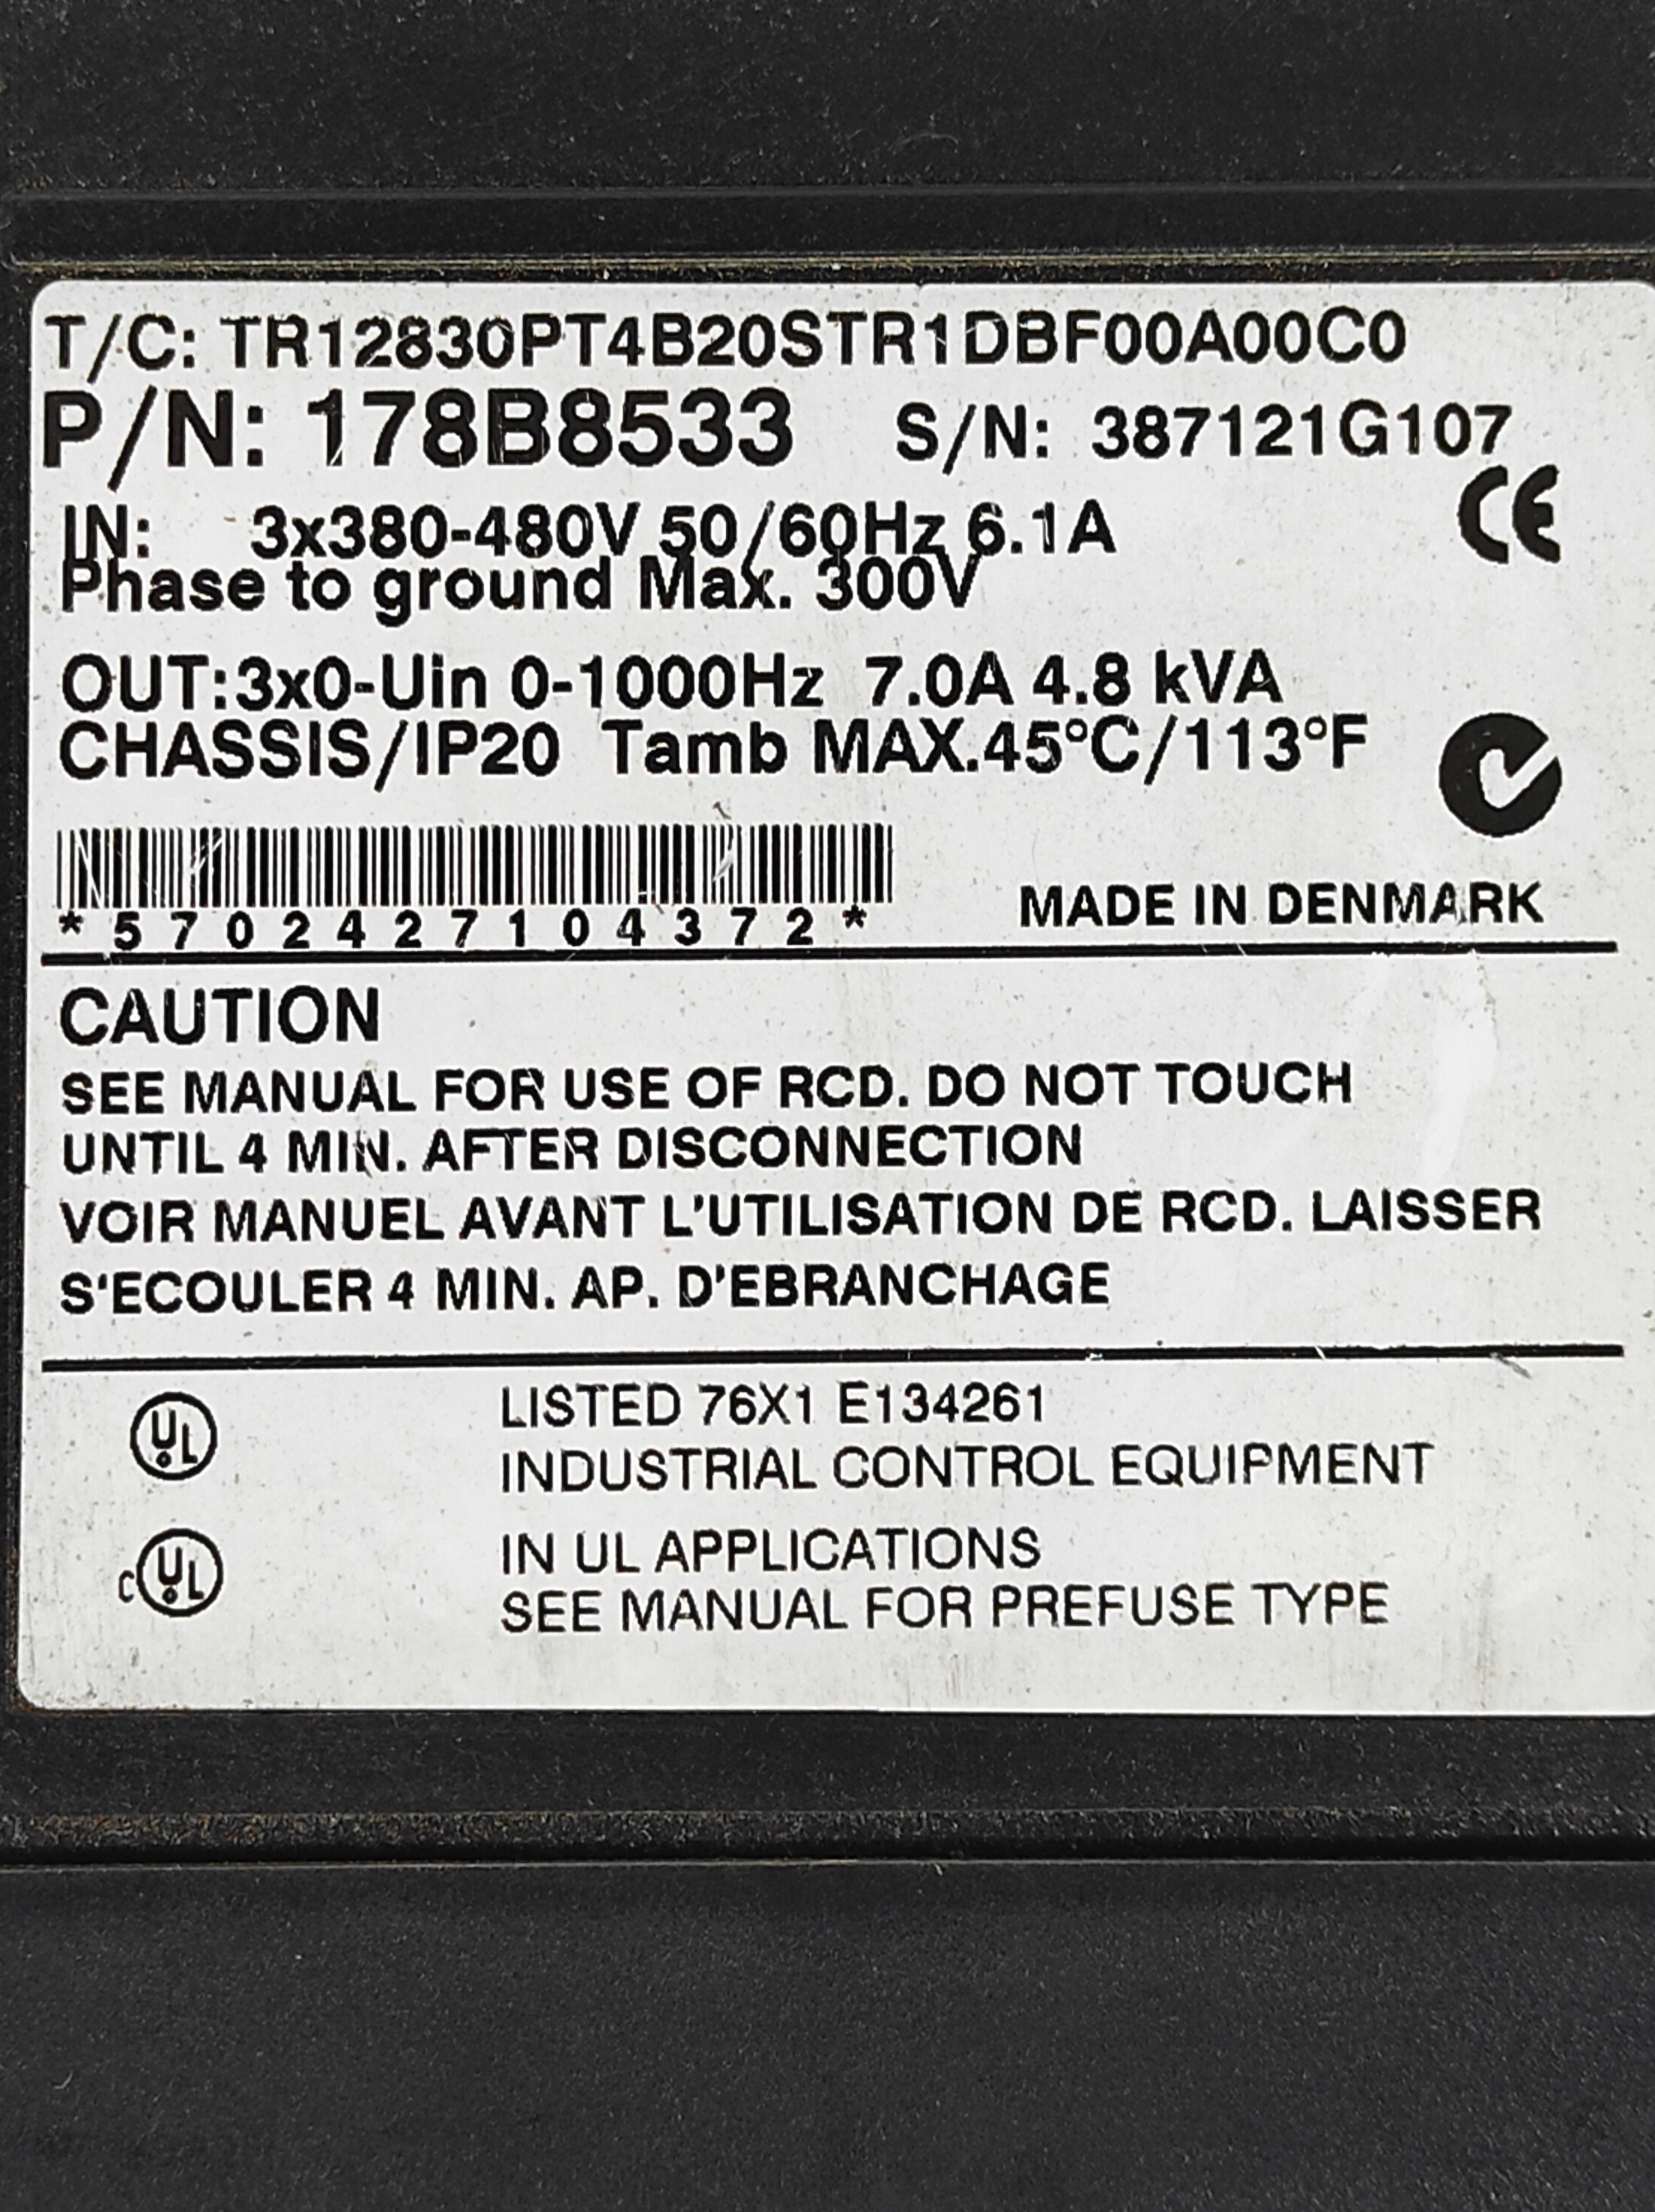 T/C: TR12830PT4B20STR1DBF00A00C0
P/N: 178B8533 S/N: 387121G107
IN: 3x380-480V 50/60Hz 6.1A
CE
Phase to ground Max. 300V
OUT:3x0-Uin 0-1000Hz 7.0A 4.8 kVA
CHASSIS/IP20 Tamb MAX.45°C/113°F
*5702427104372*
MADE IN DENMARK
CAUTION
SEE MANUAL FOR USE OF RCD. DO NOT TOUCH
UNTIL 4 MIN. AFTER DISCONNECTION
VOIR MANUEL AVANT L'UTILISATION DE RCD. LAISSER
S'ECOULER 4 MIN. AP. D'EBRANCHAGE
UL
LISTED 76X1 E134261
INDUSTRIAL CONTROL EQUIPMENT
cUL
IN UL APPLICATIONS
SEE MANUAL FOR PREFUSE TYPE